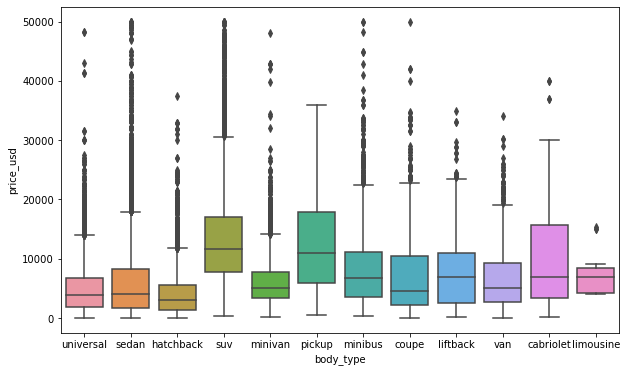 50000
40000
30000
20000
10000
0
price_usd
universal sedan hatchback suv minivan pickup minibus coupe liftback van cabriolet limousine
body_type